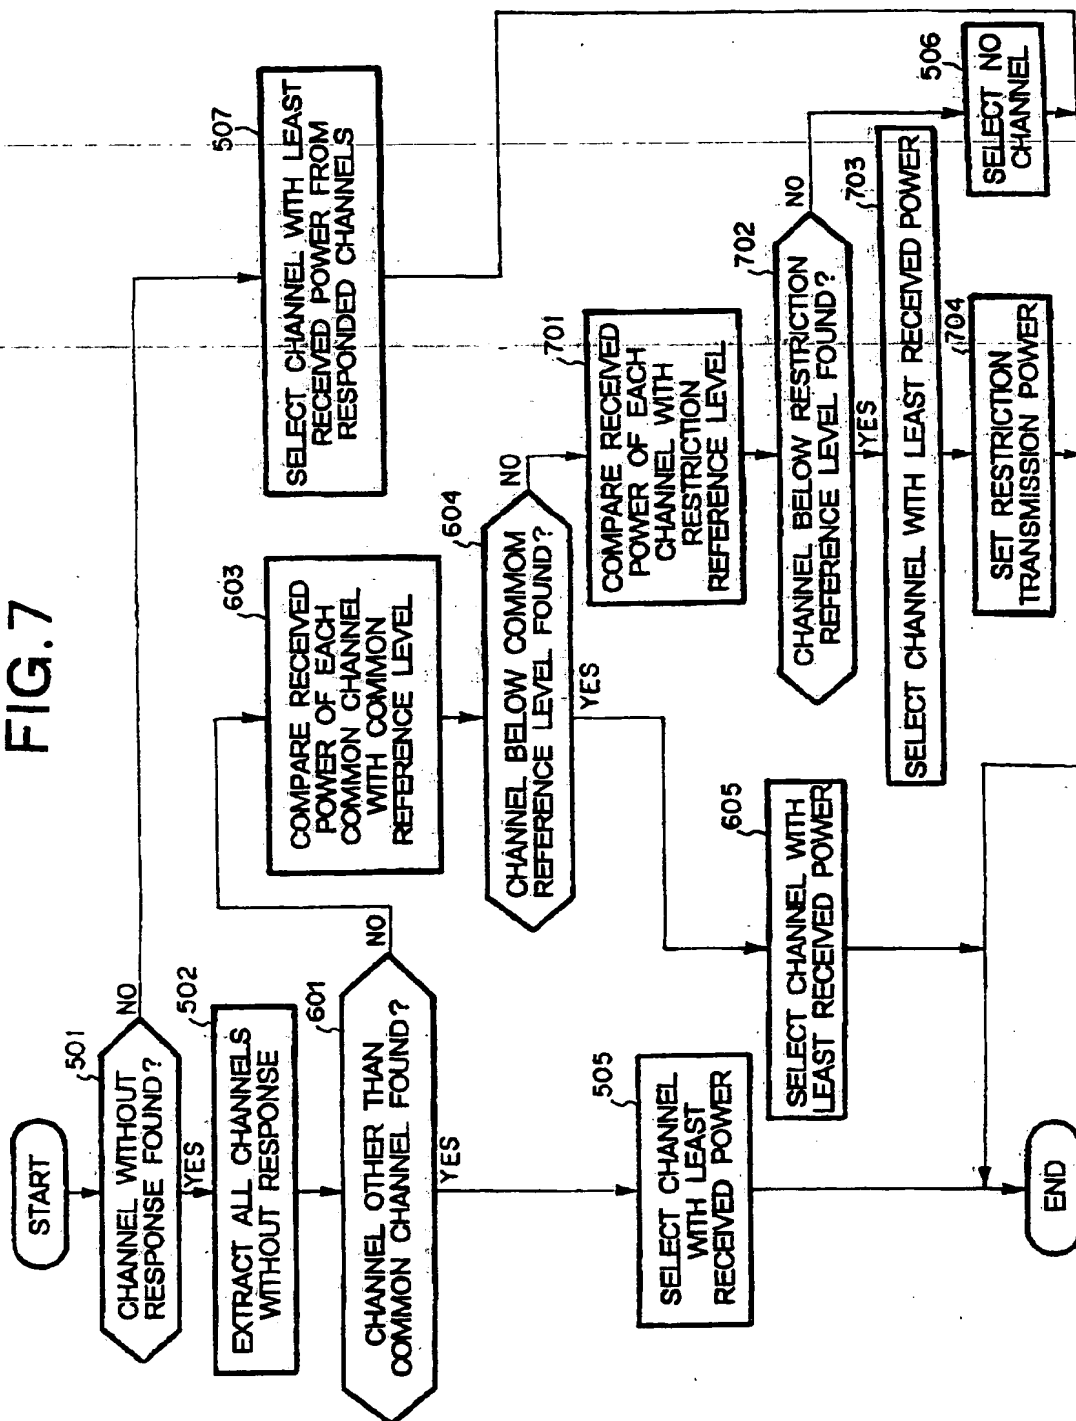 FIG.7
START
501
CHANNEL WITHOUT
RESPONSE FOUND?
NO
YES
502
EXTRACT ALL CHANNELS
WITHOUT RESPONSE
601
CHANNEL OTHER THAN
COMMON CHANNEL FOUND?
NO
YES
505
SELECT CHANNEL
WITH LEAST
RECEIVED POWER
603
COMPARE RECEIVED
POWER OF EACH
COMMON CHANNEL
WITH COMMON
REFERENCE LEVEL
604
CHANNEL BELOW COMMOM
REFERENCE LEVEL FOUND?
NO
YES
605
SELECT CHANNEL WITH
LEAST RECEIVED POWER
701
COMPARE RECEIVED
POWER OF EACH
CHANNEL WITH
RESTRICTION
REFERENCE LEVEL
702
CHANNEL BELOW RESTRICTION
REFERENCE LEVEL FOUND?
NO
YES
703
SELECT CHANNEL WITH LEAST RECEIVED POWER
704
SET RESTRICTION
TRANSMISSION POWER
506
SELECT NO
CHANNEL
507
SELECT CHANNEL WITH LEAST
RECEIVED POWER FROM
RESPONDED CHANNELS
END